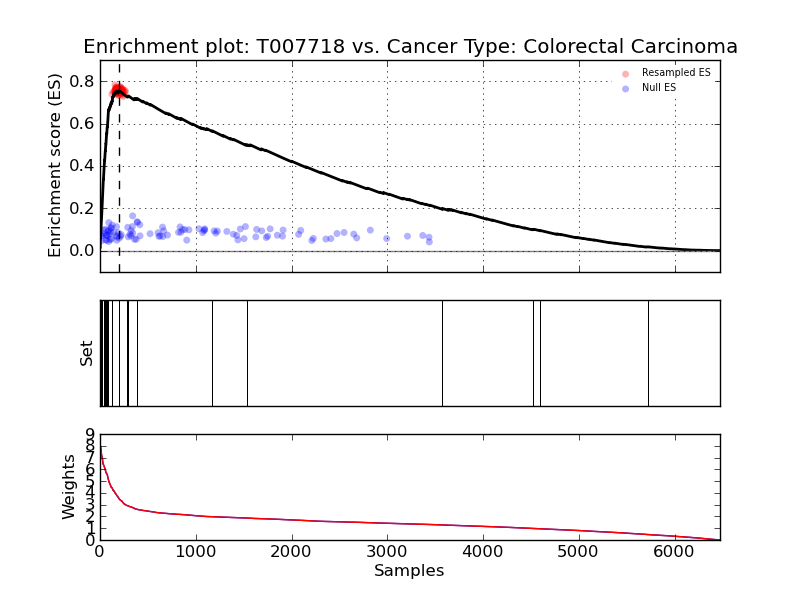 Enrichment plot: T007718 vs. Cancer Type: Colorectal Carcinoma
Enrichment score (ES)
0.8
0.6
0.4
0.2
0.0
Resampled ES
Null ES
Set
Weights
9
8
7
6
5
4
3
2
1
0
0 1000 2000 3000 4000 5000 6000
Samples